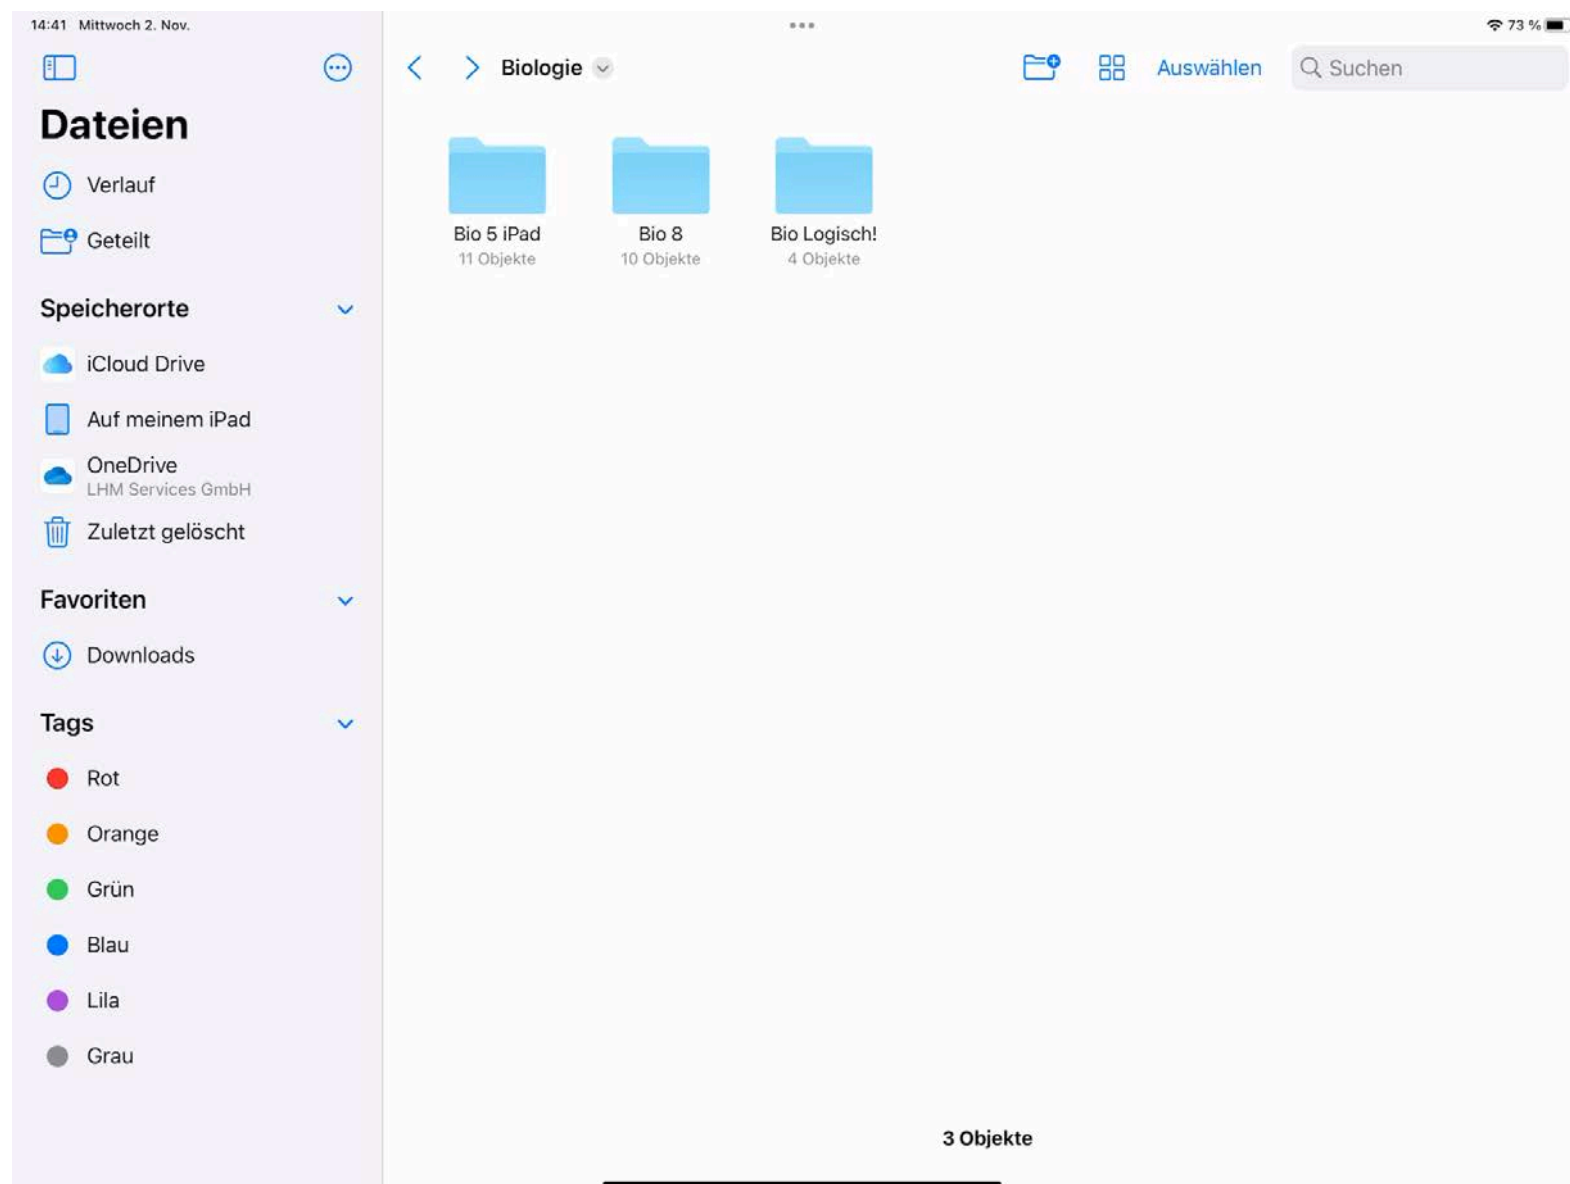 14:41 Mittwoch 2. Nov.
73 %
Dateien
Verlauf
Geteilt
Speicherorte
iCloud Drive
Auf meinem iPad
OneDrive
LHM Services GmbH
Zuletzt gelöscht
Favoriten
Downloads
Tags
Rot
Orange
Grün
Blau
Lila
Grau
Biologie
Auswählen
Suchen
Bio 5 iPad
11 Objekte
Bio 8
10 Objekte
Bio Logisch!
4 Objekte
3 Objekte